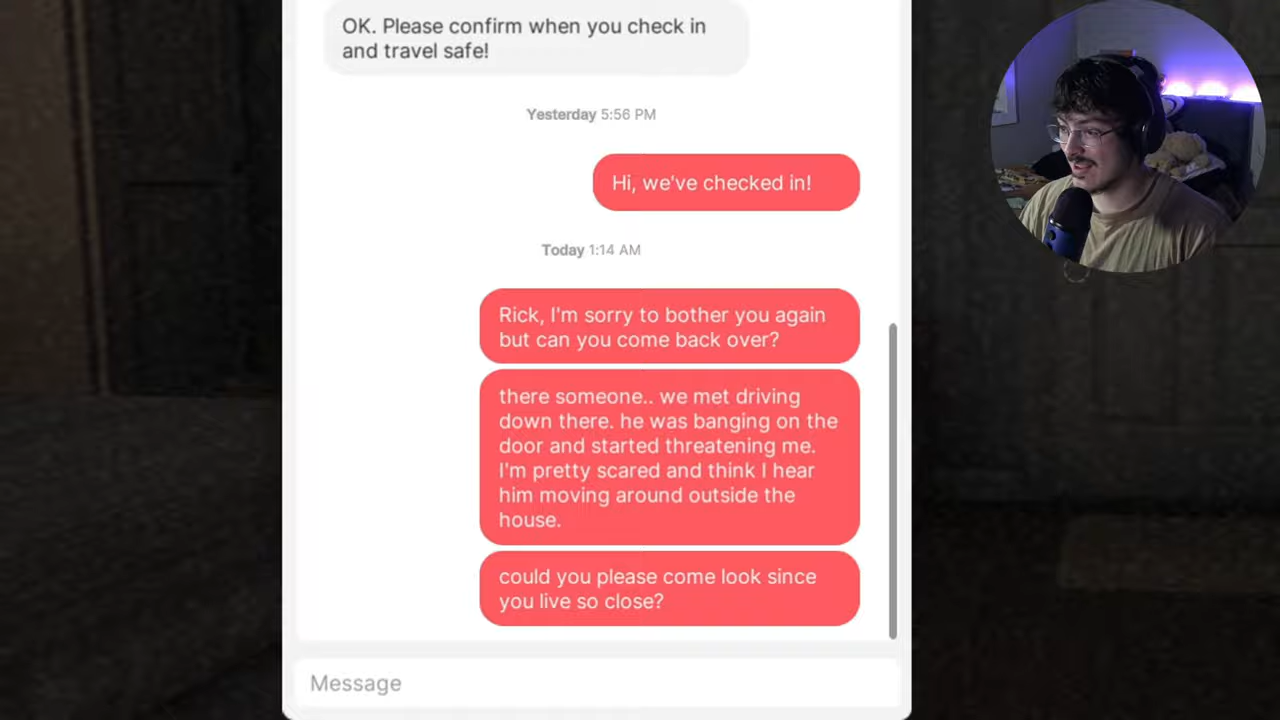 OK. Please confirm when you check in
and travel safe!
Yesterday 5:56 PM
Hi, we've checked in!
Today 1:14 AM
Rick, I'm sorry to bother you again
but can you come back over?
there someone.. we met driving
down there. he was banging on the
door and started threatening me.
I'm pretty scared and think I hear
him moving around outside the
house.
could you please come look since
you live so close?
Message